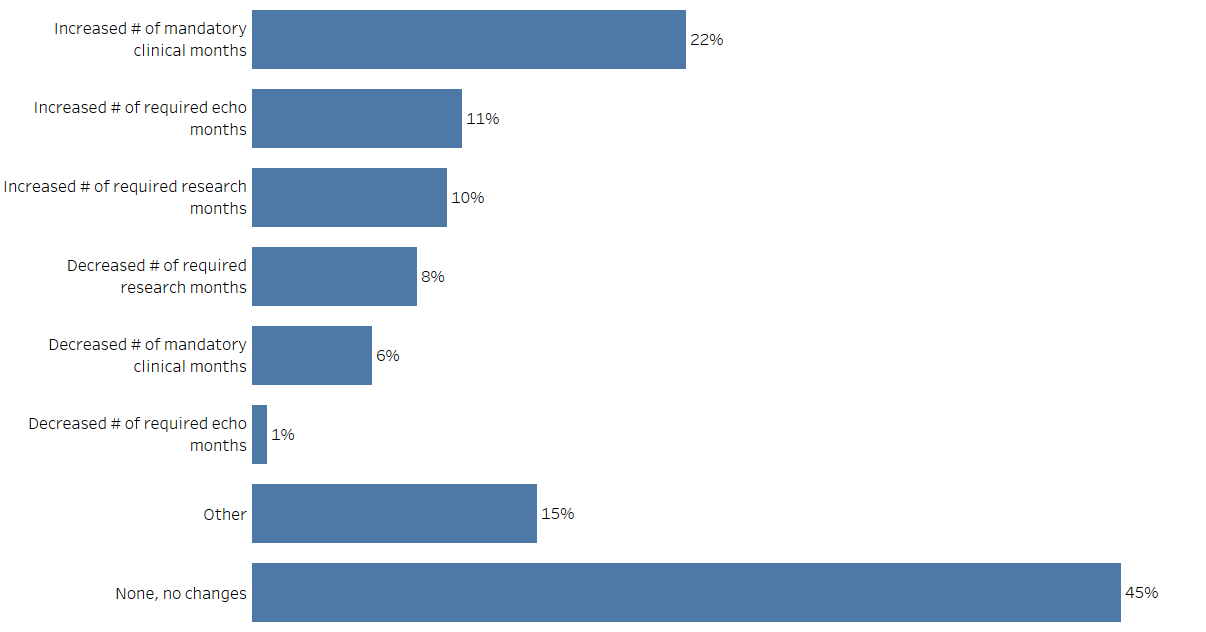 Increased # of mandatory
clinical months
22%
Increased # of required echo
months
11%
Increased # of required research
months
10%
Decreased # of required
research months
8%
Decreased # of mandatory
clinical months
6%
Decreased # of required echo
months
1%
Other
15%
None, no changes
45%